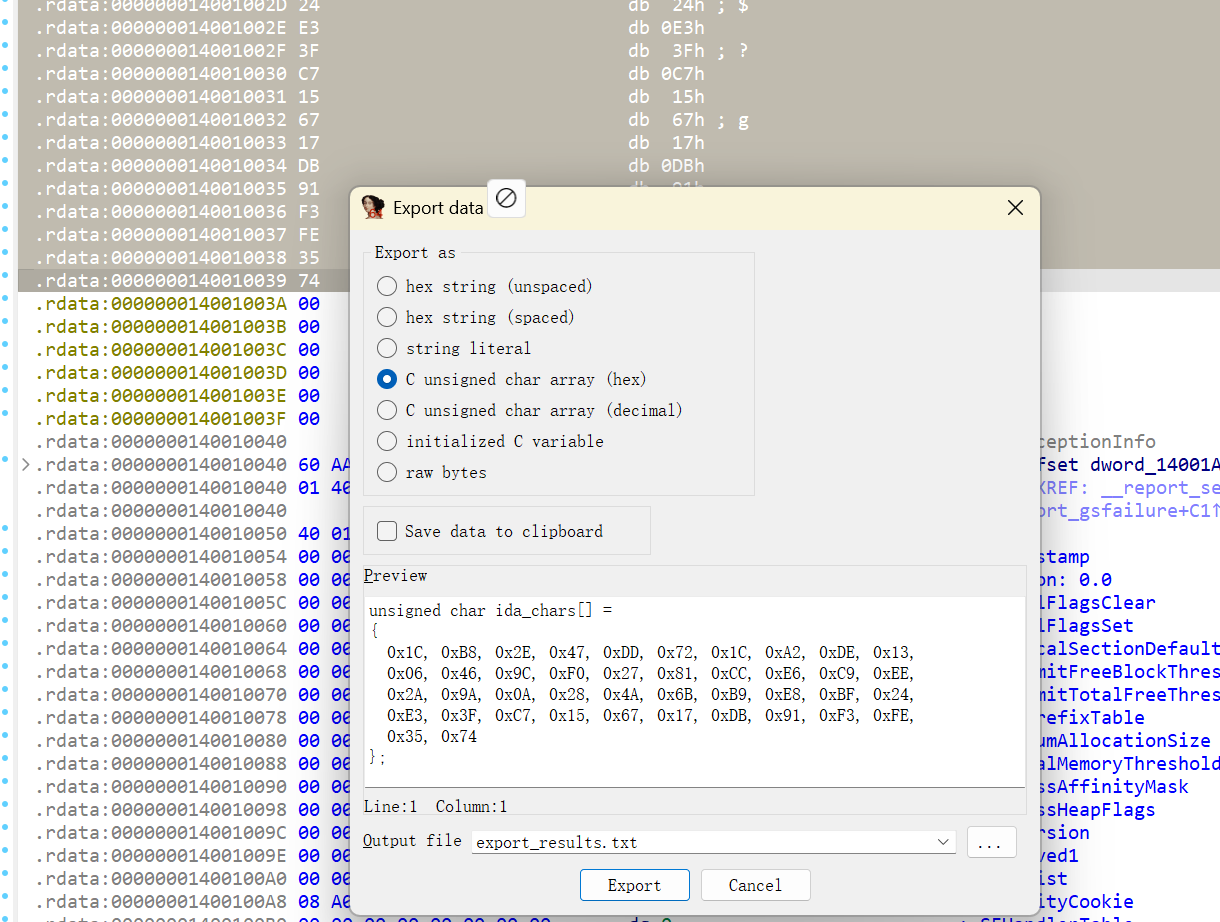 .rdata:000000014001002D 24 db 24h ; $
.rdata:000000014001002E E3 db 0E3h
.rdata:000000014001002F 3F db 3Fh ; ?
.rdata:0000000140010030 C7 db 0C7h
.rdata:0000000140010031 15 db 15h
.rdata:0000000140010032 67 db 67h ; g
.rdata:0000000140010033 17 db 17h
.rdata:0000000140010034 DB db 0DBh
.rdata:0000000140010035 91
.rdata:0000000140010036 F3
.rdata:0000000140010037 FE
.rdata:0000000140010038 35
.rdata:0000000140010039 74
.rdata:000000014001003A 00
.rdata:000000014001003B 00
.rdata:000000014001003C 00
.rdata:000000014001003D 00
.rdata:000000014001003E 00
.rdata:000000014001003F 00
.rdata:0000000140010040 ceptionInfo
.rdata:0000000140010040 60 AA fset dword_14001A
.rdata:0000000140010040 01 40 XREF: __report_se
.rdata:0000000140010040 ort_gsfailure+C1↑
.rdata:0000000140010050 40 01
.rdata:0000000140010054 00 00 stamp
.rdata:0000000140010058 00 00 on: 0.0
.rdata:000000014001005C 00 00 lFlagsClear
.rdata:0000000140010060 00 00 lFlagsSet
.rdata:0000000140010064 00 00 calSectionDefault
.rdata:0000000140010068 00 00 mitFreeBlockThres
.rdata:0000000140010070 00 00 mitTotalFreeThres
.rdata:0000000140010078 00 00 refixTable
.rdata:0000000140010080 00 00 umAllocationSize
.rdata:0000000140010088 00 00 alMemoryThreshold
.rdata:0000000140010090 00 00 ssAffinityMask
.rdata:0000000140010098 00 00 ssHeapFlags
.rdata:000000014001009C 00 00 rsion
.rdata:000000014001009E 00 00 ved1
.rdata:00000001400100A0 00 00 ist
.rdata:00000001400100A8 08 A0 ityCookie
Export data
Export as
hex string (unspaced)
hex string (spaced)
string literal
C unsigned char array (hex)
C unsigned char array (decimal)
initialized C variable
raw bytes
Save data to clipboard
Preview
unsigned char ida_chars[] =
{
0x1C, 0xB8, 0x2E, 0x47, 0xDD, 0x72, 0x1C, 0xA2, 0xDE, 0x13,
0x06, 0x46, 0x9C, 0xF0, 0x27, 0x81, 0xCC, 0xE6, 0xC9, 0xEE,
0x2A, 0x9A, 0x0A, 0x28, 0x4A, 0x6B, 0xB9, 0xE8, 0xBF, 0x24,
0xE3, 0x3F, 0xC7, 0x15, 0x67, 0x17, 0xDB, 0x91, 0xF3, 0xFE,
0x35, 0x74
};
Line:1 Column:1
Output file export_results.txt ...
Export Cancel